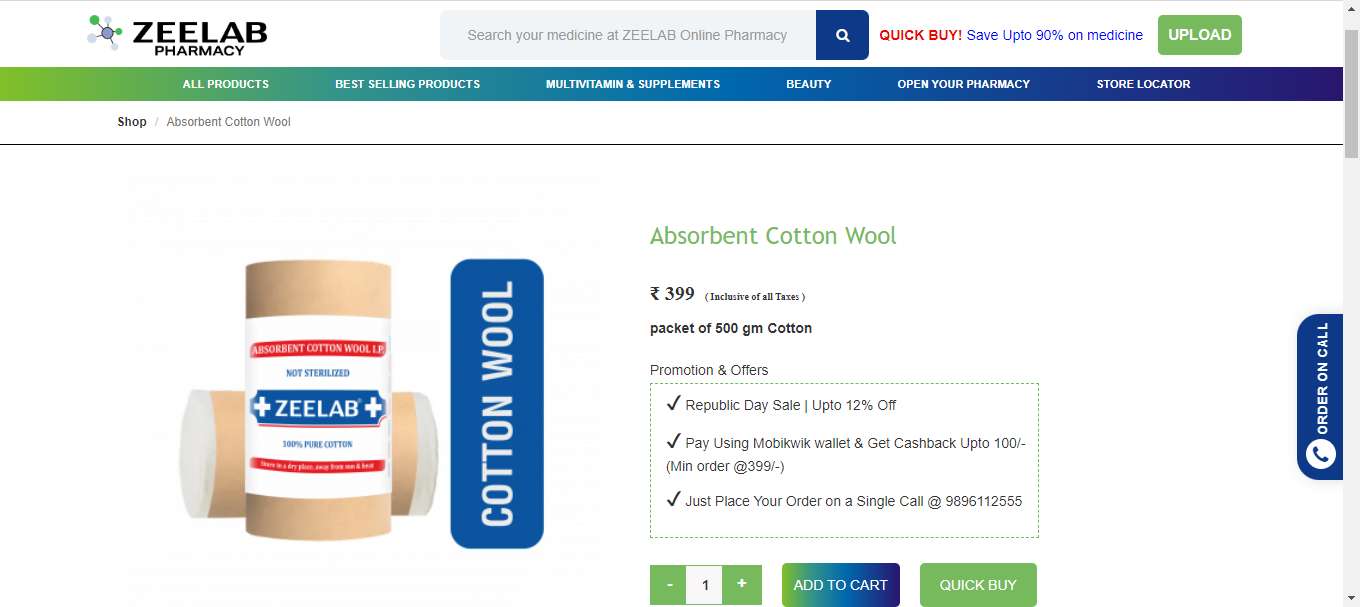 ZEELAB
PHARMACY
Search your medicine at ZEELAB Online Pharmacy
QUICK BUY! Save Upto 90% on medicine
UPLOAD
ALL PRODUCTS
BEST SELLING PRODUCTS
MULTIVITAMIN & SUPPLEMENTS
BEAUTY
OPEN YOUR PHARMACY
STORE LOCATOR
Shop / Absorbent Cotton Wool
ABSORBENT COTTON WOOL I.P.
NOT STERILIZED
ZEELAB
100% PURE COTTON
Store in a dry place, away from sun & heat
COTTON WOOL
Absorbent Cotton Wool
₹ 399 ( Inclusive of all Taxes )
packet of 500 gm Cotton
Promotion & Offers
✓ Republic Day Sale | Upto 12% Off
✓ Pay Using Mobikwik wallet & Get Cashback Upto 100/-
(Min order @399/-)
✓ Just Place Your Order on a Single Call @ 9896112555
- 1 +
ADD TO CART
QUICK BUY
ORDER ON CALL